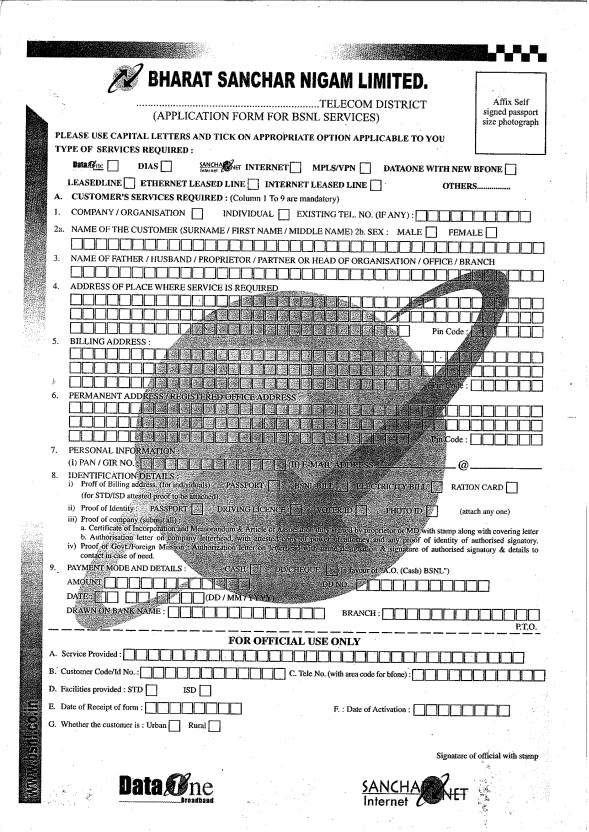 BHARAT SANCHAR NIGAM LIMITED.
.................................................................TELECOM DISTRICT
(APPLICATION FORM FOR BSNL SERVICES)
Affix Self
signed passport
size photograph
PLEASE USE CAPITAL LETTERS AND TICK ON APPROPRIATE OPTION APPLICABLE TO YOU
TYPE OF SERVICES REQUIRED :
DataOne DIAS SANCHARNET Internet INTERNET MPLS/VPN DATAONE WITH NEW BFONE
LEASEDLINE ETHERNET LEASED LINE INTERNET LEASED LINE OTHERS...............
A. CUSTOMER'S SERVICES REQUIRED : (Column 1 To 9 are mandatory)
1. COMPANY / ORGANISATION INDIVIDUAL EXISTING TEL. NO. (IF ANY) :
2a. NAME OF THE CUSTOMER (SURNAME / FIRST NAME / MIDDLE NAME) 2b. SEX : MALE FEMALE
3. NAME OF FATHER / HUSBAND / PROPRIETOR / PARTNER OR HEAD OF ORGANISATION / OFFICE / BRANCH
4. ADDRESS OF PLACE WHERE SERVICE IS REQUIRED
Pin Code :
5. BILLING ADDRESS :
Pin Code :
6. PERMANENT ADDRESS / REGISTERED OFFICE ADDRESS
Pin Code :
7. PERSONAL INFORMATION
(I) PAN / GIR NO. : (II) E-MAIL ADDRESS @
8. IDENTIFICATION DETAILS :
i) Proff of Billing address. (for individuals) PASSPORT BSNL BILL ELECTRICITY BILL RATION CARD
(for STD/ISD attested proof to be attached)
ii) Proof of Identity : PASSPORT DRIVING LICENCE VOTER ID PHOTO ID (attach any one)
iii) Proof of company (submit all) :
a. Certificate of Incorporation and Memorandum & Article of Association duly signed by proprietor or MD with stamp along with covering letter
b. Authorisation letter on company letterhead, with attested copy of power of attorney and any proof of identity of authorised signatory.
iv) Proof of Govt/Foreign Mission : Authorization letter on letterhead with name designation & signature of authorised signatory & details to
contact in case of need.
9. PAYMENT MODE AND DETAILS : CASH DD/CHEQUE (in favour of "A.O. (Cash) BSNL")
AMOUNT DD NO.
DATE : (DD / MM / YYYY)
DRAWN ON BANK NAME : BRANCH :
P.T.O.
FOR OFFICIAL USE ONLY
A. Service Provided :
B. Customer Code/Id No. : C. Tele No. (with area code for bfone) :
D. Facilities provided : STD ISD
E. Date of Receipt of form : F. : Date of Activation :
G. Whether the customer is : Urban Rural
Signature of official with stamp
www.bsnl.co.in
DataOne
Broadband
SANCHARNET
Internet